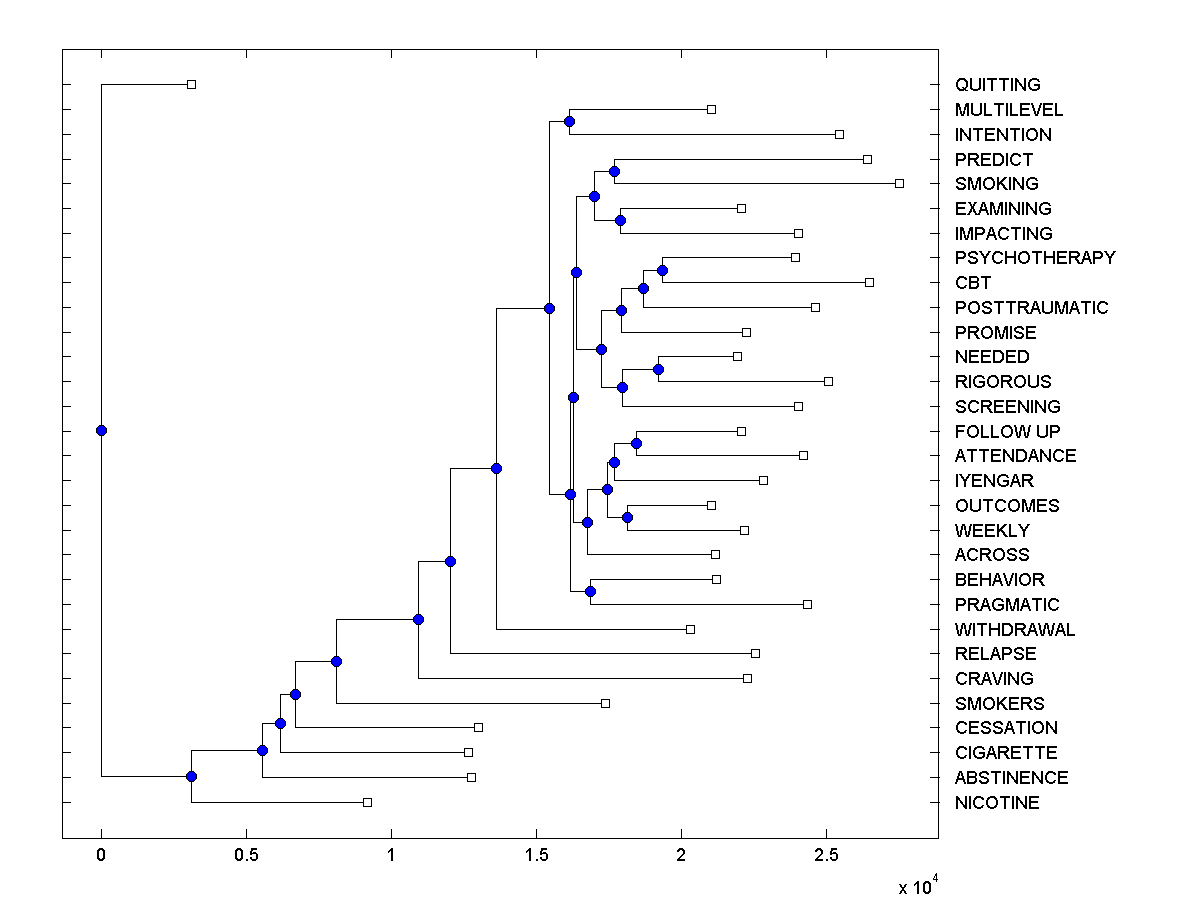 QUITTING
MULTILEVEL
INTENTION
PREDICT
SMOKING
EXAMINING
IMPACTING
PSYCHOTHERAPY
CBT
POSTTRAUMATIC
PROMISE
NEEDED
RIGOROUS
SCREENING
FOLLOW UP
ATTENDANCE
IYENGAR
OUTCOMES
WEEKLY
ACROSS
BEHAVIOR
PRAGMATIC
WITHDRAWAL
RELAPSE
CRAVING
SMOKERS
CESSATION
CIGARETTE
ABSTINENCE
NICOTINE
0 0.5 1 1.5 2 2.5
x 10^4